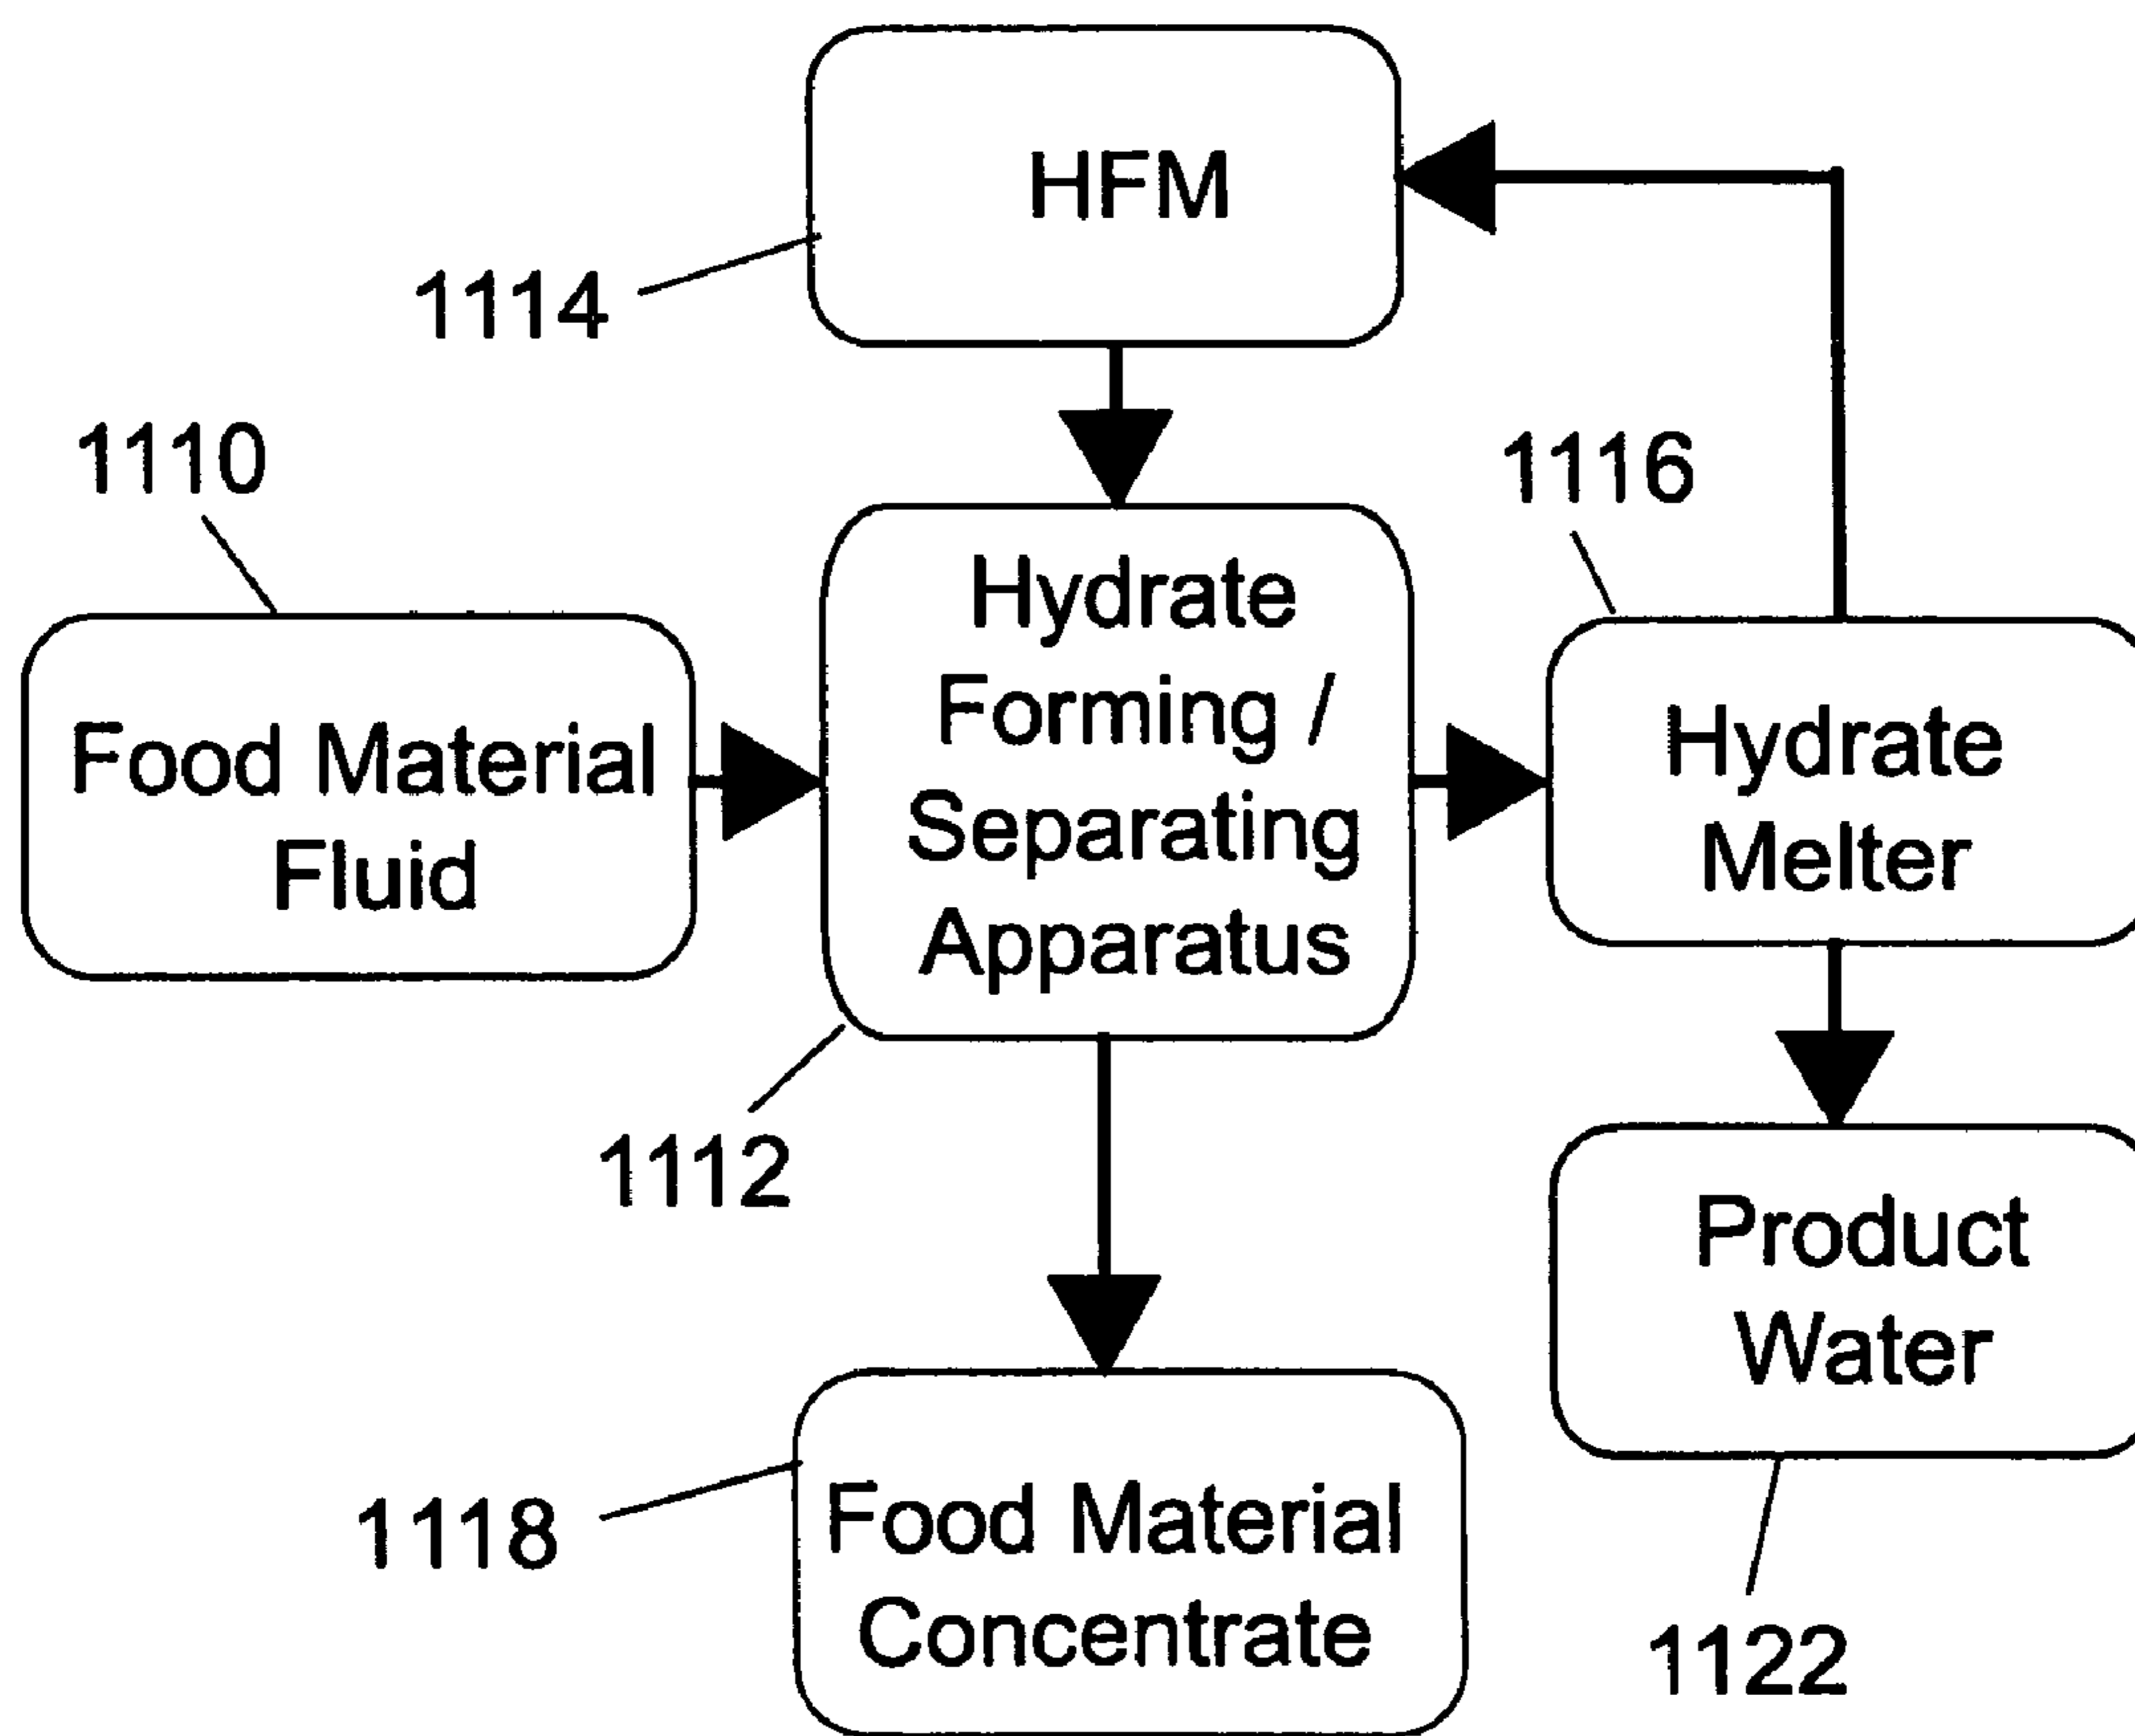 HFM
1114
1110
1116
Hydrate
Forming /
Separating
Apparatus
Food Material
Fluid
Hydrate
Melter
1112
Product
Water
1118
Food Material
Concentrate
1122